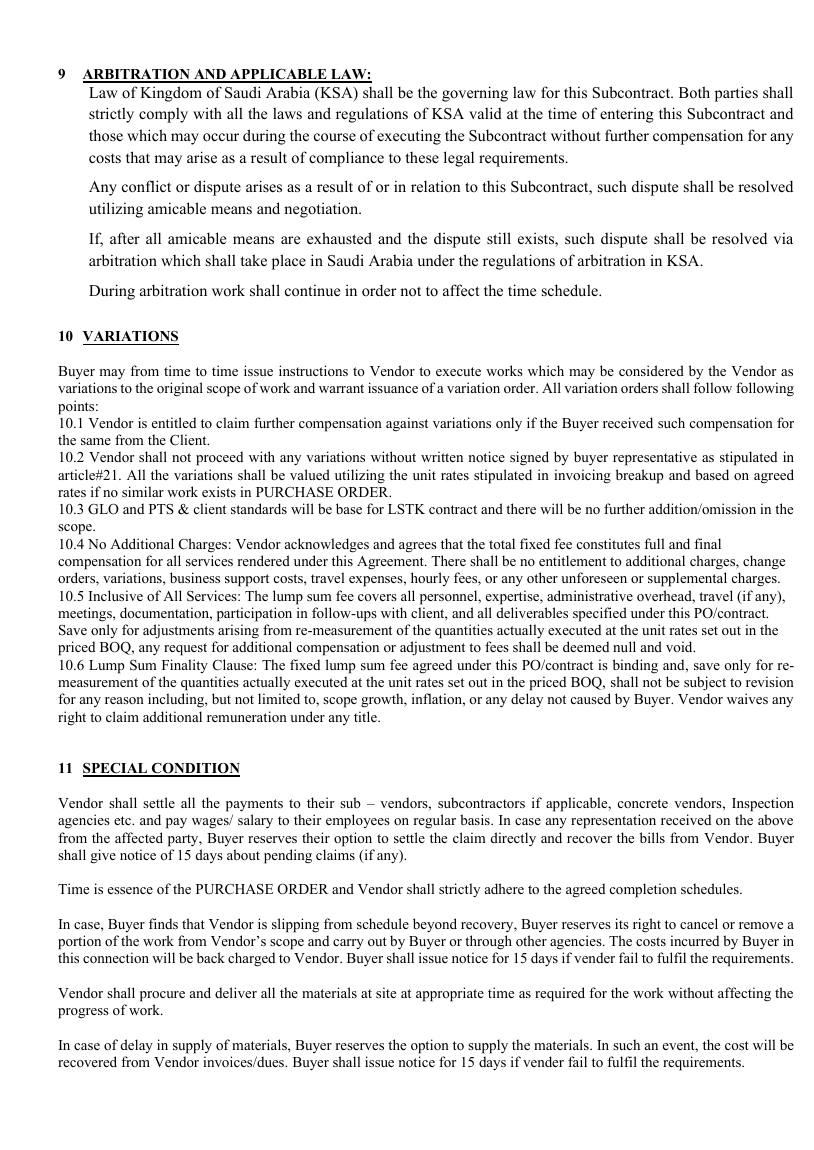 9 ARBITRATION AND APPLICABLE LAW:
Law of Kingdom of Saudi Arabia (KSA) shall be the governing law for this Subcontract. Both parties shall
strictly comply with all the laws and regulations of KSA valid at the time of entering this Subcontract and
those which may occur during the course of executing the Subcontract without further compensation for any
costs that may arise as a result of compliance to these legal requirements.
Any conflict or dispute arises as a result of or in relation to this Subcontract, such dispute shall be resolved
utilizing amicable means and negotiation.
If, after all amicable means are exhausted and the dispute still exists, such dispute shall be resolved via
arbitration which shall take place in Saudi Arabia under the regulations of arbitration in KSA.
During arbitration work shall continue in order not to affect the time schedule.
10 VARIATIONS
Buyer may from time to time issue instructions to Vendor to execute works which may be considered by the Vendor as
variations to the original scope of work and warrant issuance of a variation order. All variation orders shall follow following
points:
10.1 Vendor is entitled to claim further compensation against variations only if the Buyer received such compensation for
the same from the Client.
10.2 Vendor shall not proceed with any variations without written notice signed by buyer representative as stipulated in
article#21. All the variations shall be valued utilizing the unit rates stipulated in invoicing breakup and based on agreed
rates if no similar work exists in PURCHASE ORDER.
10.3 GLO and PTS & client standards will be base for LSTK contract and there will be no further addition/omission in the
scope.
10.4 No Additional Charges: Vendor acknowledges and agrees that the total fixed fee constitutes full and final
compensation for all services rendered under this Agreement. There shall be no entitlement to additional charges, change
orders, variations, business support costs, travel expenses, hourly fees, or any other unforeseen or supplemental charges.
10.5 Inclusive of All Services: The lump sum fee covers all personnel, expertise, administrative overhead, travel (if any),
meetings, documentation, participation in follow-ups with client, and all deliverables specified under this PO/contract.
Save only for adjustments arising from re-measurement of the quantities actually executed at the unit rates set out in the
priced BOQ, any request for additional compensation or adjustment to fees shall be deemed null and void.
10.6 Lump Sum Finality Clause: The fixed lump sum fee agreed under this PO/contract is binding and, save only for re-
measurement of the quantities actually executed at the unit rates set out in the priced BOQ, shall not be subject to revision
for any reason including, but not limited to, scope growth, inflation, or any delay not caused by Buyer. Vendor waives any
right to claim additional remuneration under any title.
11 SPECIAL CONDITION
Vendor shall settle all the payments to their sub – vendors, subcontractors if applicable, concrete vendors, Inspection
agencies etc. and pay wages/ salary to their employees on regular basis. In case any representation received on the above
from the affected party, Buyer reserves their option to settle the claim directly and recover the bills from Vendor. Buyer
shall give notice of 15 days about pending claims (if any).
Time is essence of the PURCHASE ORDER and Vendor shall strictly adhere to the agreed completion schedules.
In case, Buyer finds that Vendor is slipping from schedule beyond recovery, Buyer reserves its right to cancel or remove a
portion of the work from Vendor’s scope and carry out by Buyer or through other agencies. The costs incurred by Buyer in
this connection will be back charged to Vendor. Buyer shall issue notice for 15 days if vender fail to fulfil the requirements.
Vendor shall procure and deliver all the materials at site at appropriate time as required for the work without affecting the
progress of work.
In case of delay in supply of materials, Buyer reserves the option to supply the materials. In such an event, the cost will be
recovered from Vendor invoices/dues. Buyer shall issue notice for 15 days if vender fail to fulfil the requirements.